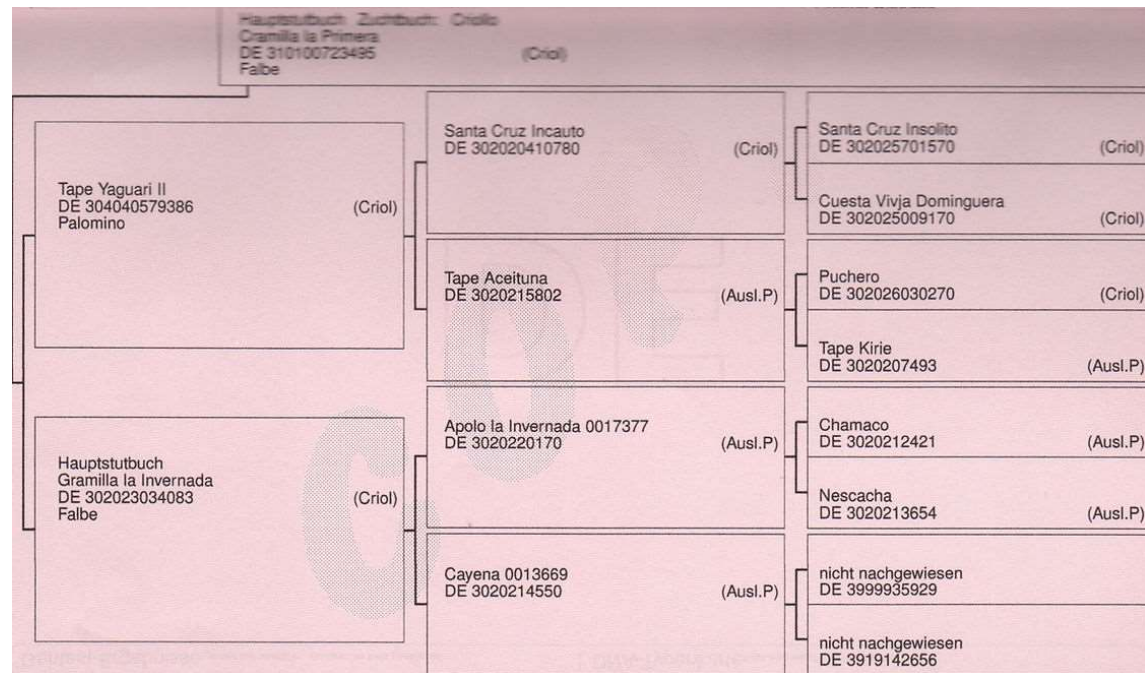 Hauptstutbuch Zuchtbuch: Criollo
Gramilla la Primera
DE 310100723495 (Criol)
Falbe
Tape Yaguari II
DE 304040579386 (Criol)
Palomino
Hauptstutbuch
Gramilla la Invernada
DE 302023034083 (Criol)
Falbe
Santa Cruz Incauto
DE 302020410780 (Criol)
Tape Aceituna
DE 3020215802 (Ausl.P)
Apolo la Invernada 0017377
DE 3020220170 (Ausl.P)
Cayena 0013669
DE 3020214550 (Ausl.P)
Santa Cruz Insolito
DE 302025701570 (Criol)
Cuesta Vivja Dominguera
DE 302025009170 (Criol)
Puchero
DE 302026030270 (Criol)
Tape Kirie
DE 3020207493 (Ausl.P)
Chamaco
DE 3020212421 (Ausl.P)
Nescacha
DE 3020213654 (Ausl.P)
nicht nachgewiesen
DE 3999935929
nicht nachgewiesen
DE 3919142656